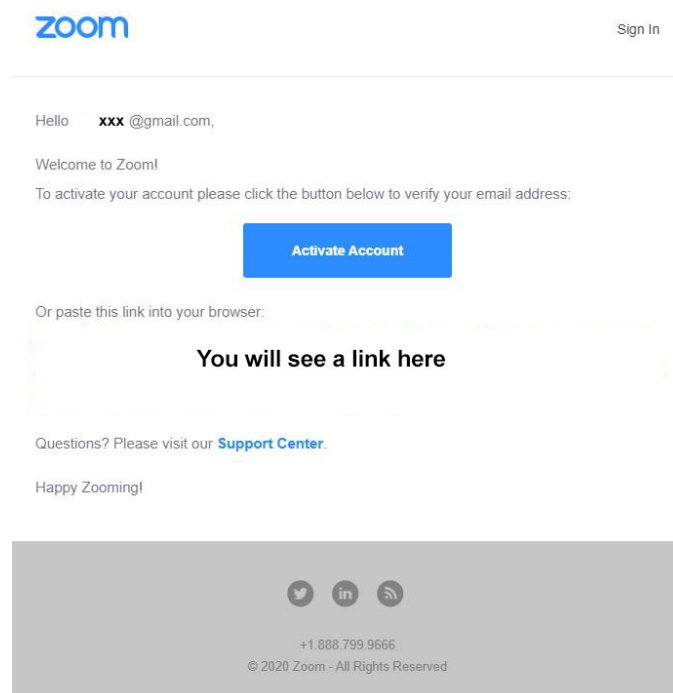 zoom
Sign In
Hello xxx @gmail.com,
Welcome to Zoom!
To activate your account please click the button below to verify your email address:
Activate Account
Or paste this link into your browser:
You will see a link here
Questions? Please visit our Support Center.
Happy Zooming!
in
+1.888.799.9666
© 2020 Zoom - All Rights Reserved